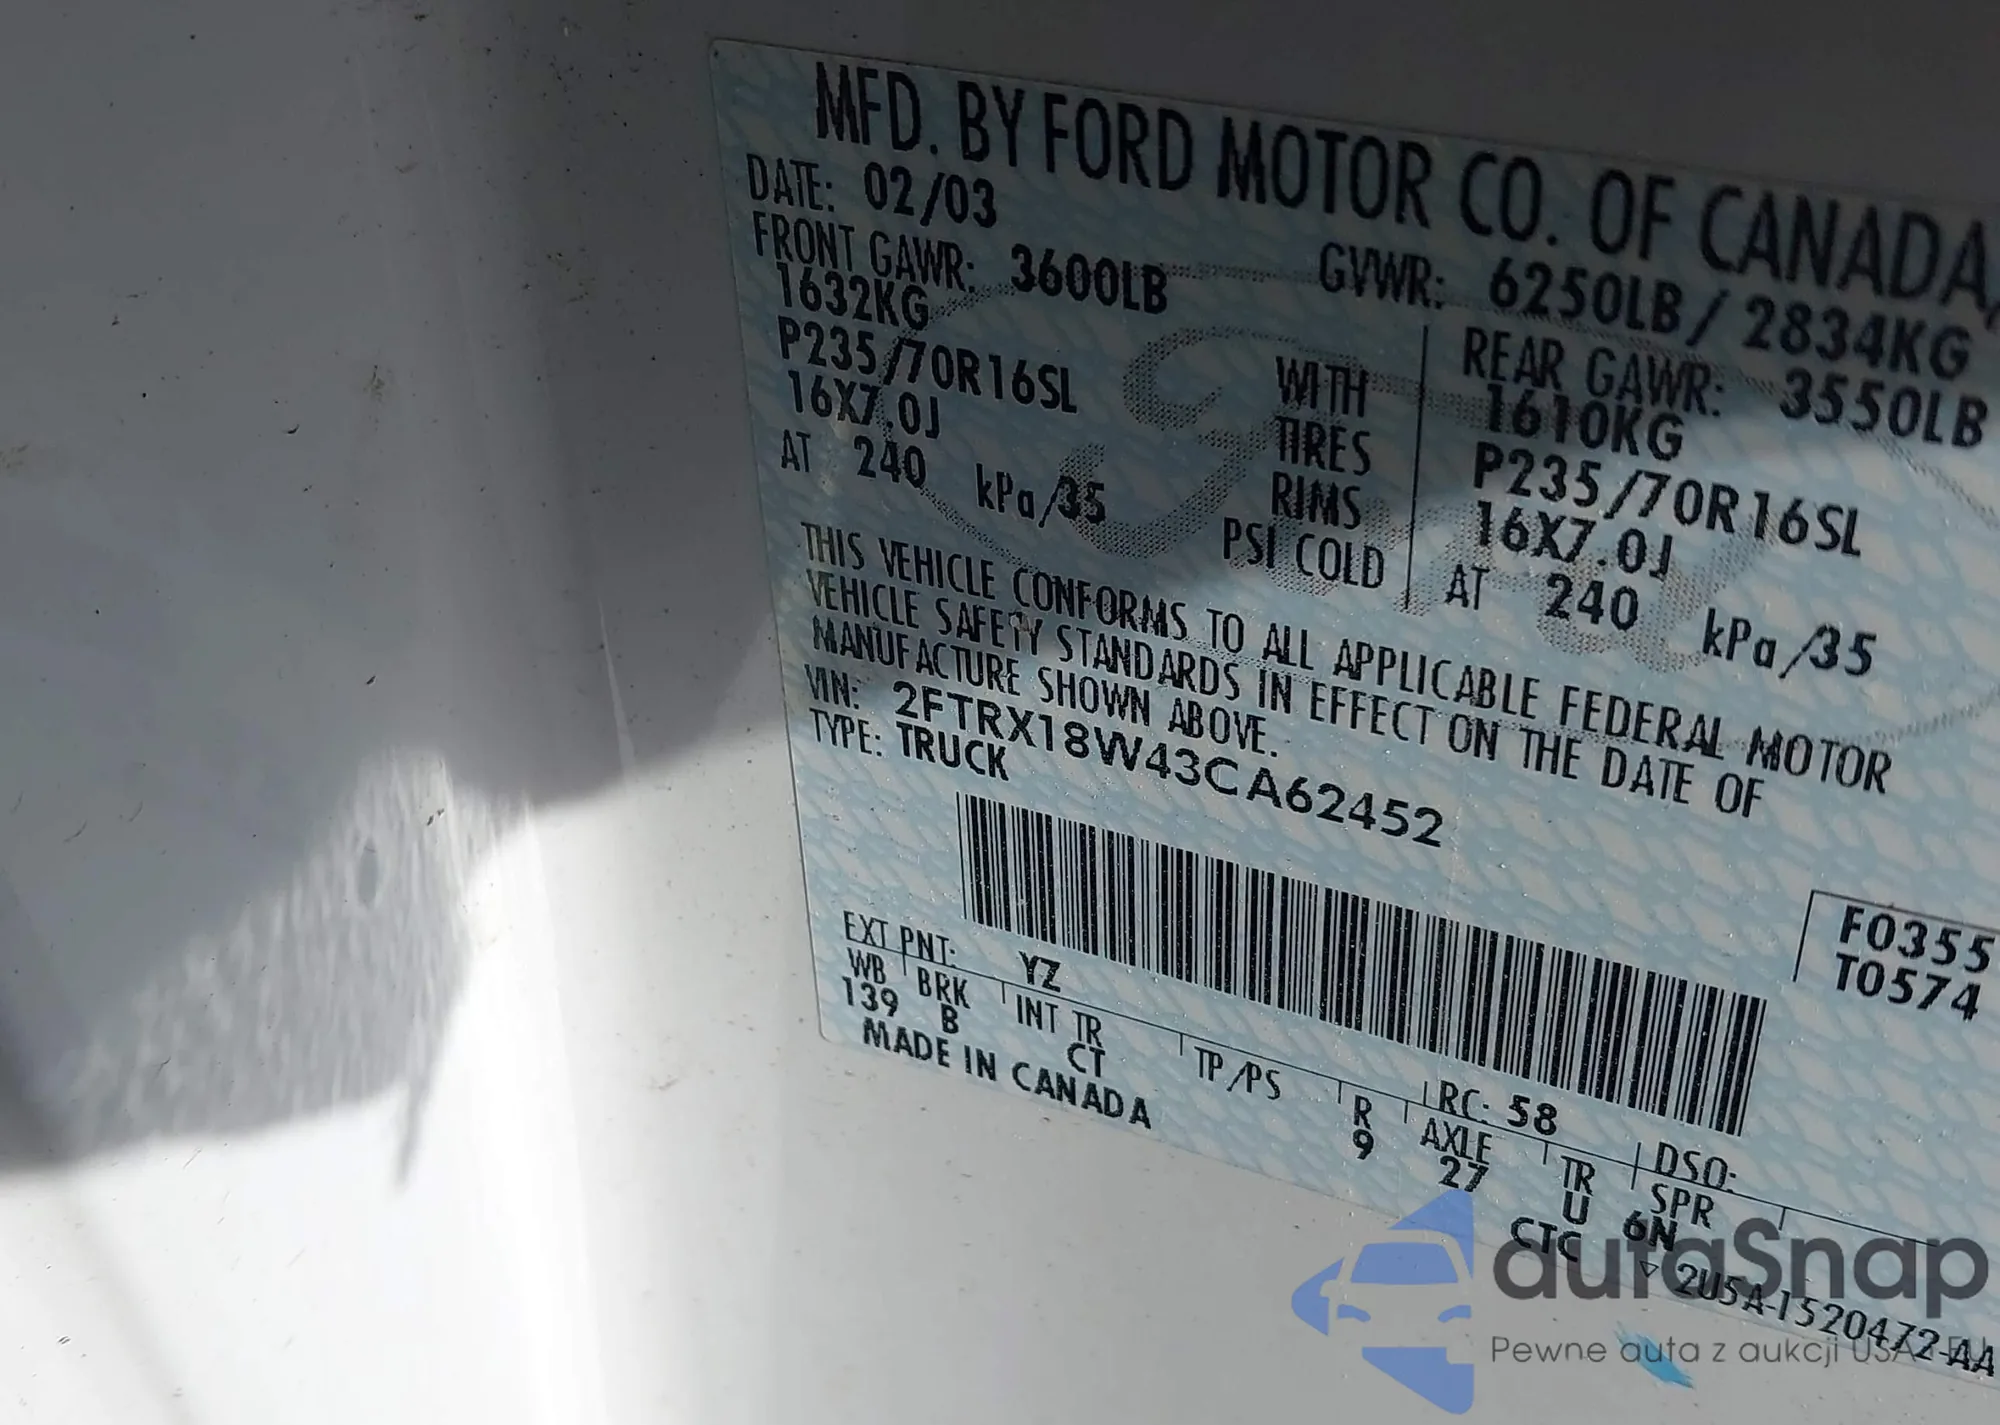 MFD. BY FORD MOTOR CO. OF CANADA,
DATE: 02/03 GVWR: 6250LB / 2834KG
FRONT GAWR: 3600LB REAR GAWR: 3550LB
1632KG 1610KG
P235/70R16SL WITH TIRES P235/70R16SL
16X7.0J RIMS 16X7.0J
AT 240 kPa/35 PSI COLD AT 240 kPa/35
THIS VEHICLE CONFORMS TO ALL APPLICABLE FEDERAL MOTOR
VEHICLE SAFETY STANDARDS IN EFFECT ON THE DATE OF
MANUFACTURE SHOWN ABOVE.
VIN: 2FTRX18W43CA62452
TYPE: TRUCK
F0355
T0574
EXT PNT: YZ RC: 58 DSO:
WB BRK INT TR TP/PS R AXLE TR SPR
139 B CT 9 27 U 6N
MADE IN CANADA CTC
▽ 2U5A-1520472-AA
autaSnap
Pewne auta z aukcji USA i EU